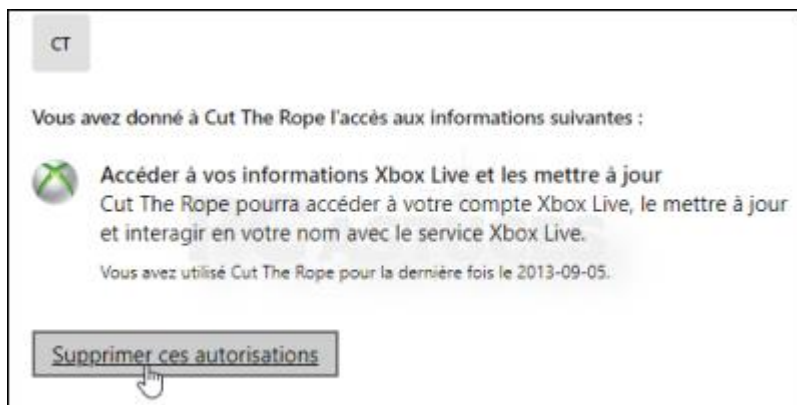 CT
Vous avez donné à Cut The Rope l'accès aux informations suivantes :
Accéder à vos informations Xbox Live et les mettre à jour
Cut The Rope pourra accéder à votre compte Xbox Live, le mettre à jour
et interagir en votre nom avec le service Xbox Live.
Vous avez utilisé Cut The Rope pour la dernière fois le 2013-09-05.
Supprimer ces autorisations